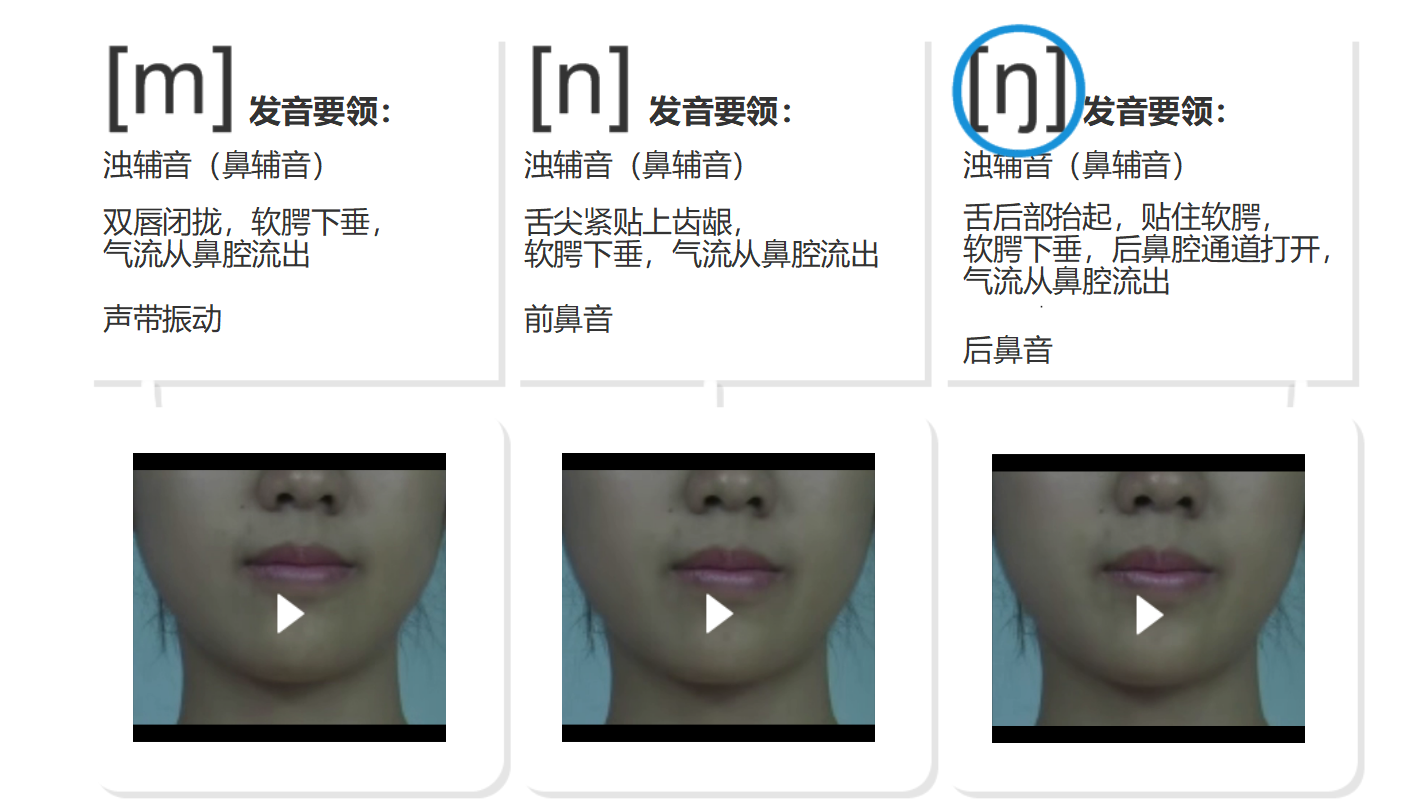 [m] 发音要领：
浊辅音（鼻辅音）
双唇闭拢，软腭下垂，
气流从鼻腔流出
声带振动
[n] 发音要领：
浊辅音（鼻辅音）
舌尖紧贴上齿龈，
软腭下垂，气流从鼻腔流出
前鼻音
[ŋ] 发音要领：
浊辅音（鼻辅音）
舌后部抬起，贴住软腭，
软腭下垂，后鼻腔通道打开，
气流从鼻腔流出
后鼻音